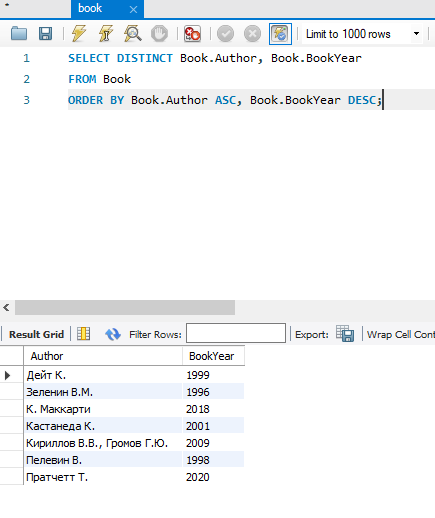 book
Limit to 1000 rows
1 SELECT DISTINCT Book.Author, Book.BookYear
2 FROM Book
3 ORDER BY Book.Author ASC, Book.BookYear DESC;
Result Grid Filter Rows: Export: Wrap Cell Cont
Author BookYear
Дейт К. 1999
Зеленин В.М. 1996
К. Маккарти 2018
Кастанеда К. 2001
Кириллов В.В., Громов Г.Ю. 2009
Пелевин В. 1998
Пратчетт Т. 2020